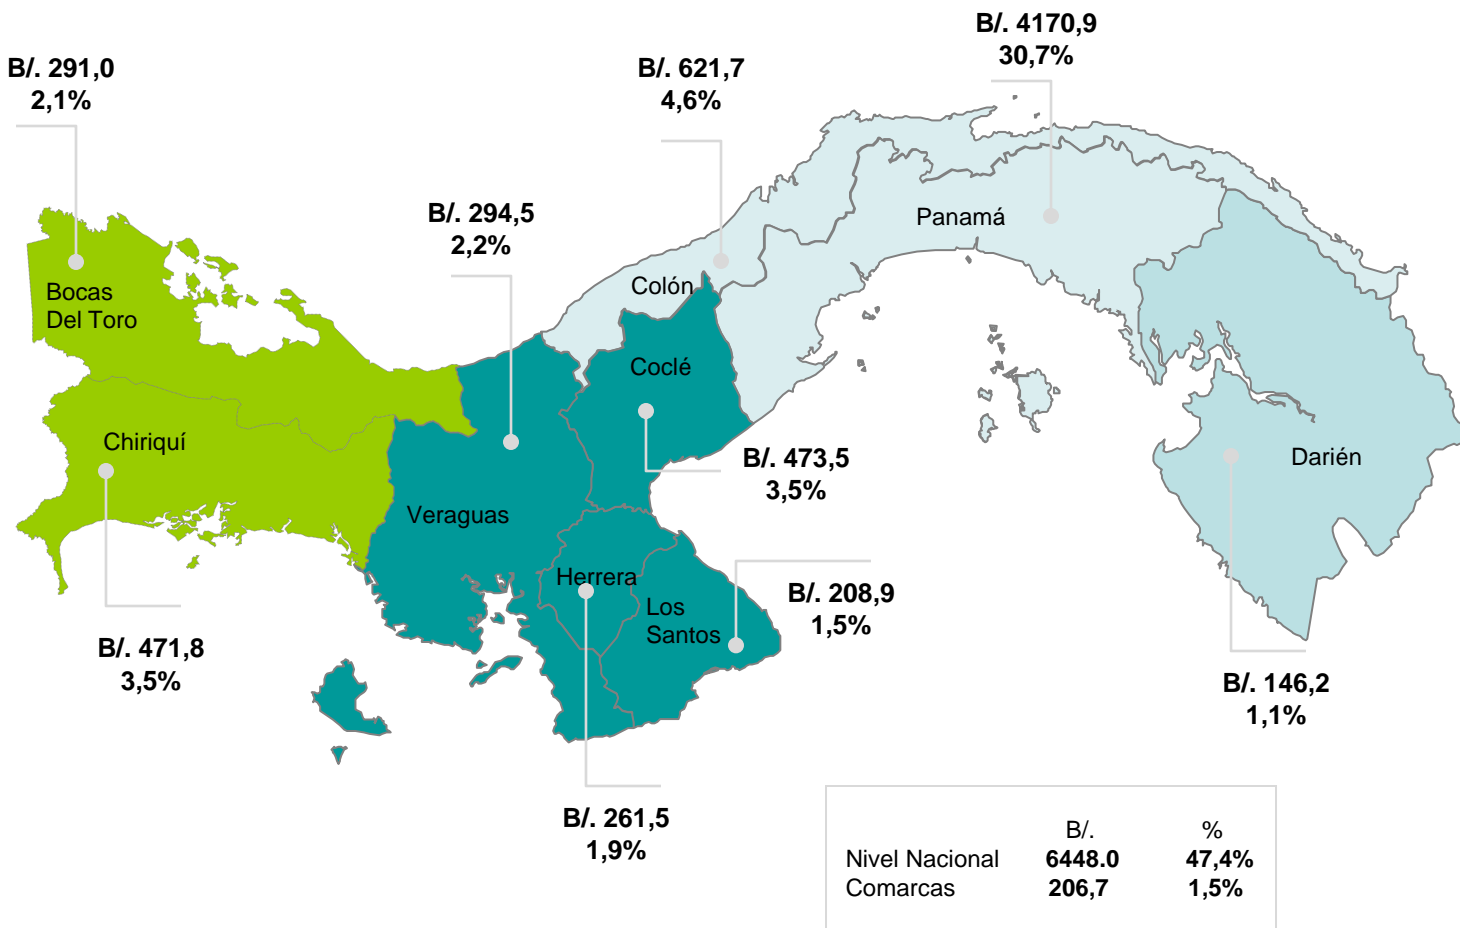 B/. 4170,9
30,7%
B/. 291,0
2,1%
B/. 621,7
4,6%
B/. 294,5
2,2%
Panamá
Colón
Bocas
Del Toro
Coclé
Chiriquí
B/. 473,5
3,5%
Darién
Veraguas
Herrera
B/. 208,9
1,5%
Los
Santos
B/. 471,8
3,5%
B/. 146,2
1,1%
B/. 261,5
1,9%
B/. %
Nivel Nacional 6448.0 47,4%
Comarcas 206,7 1,5%